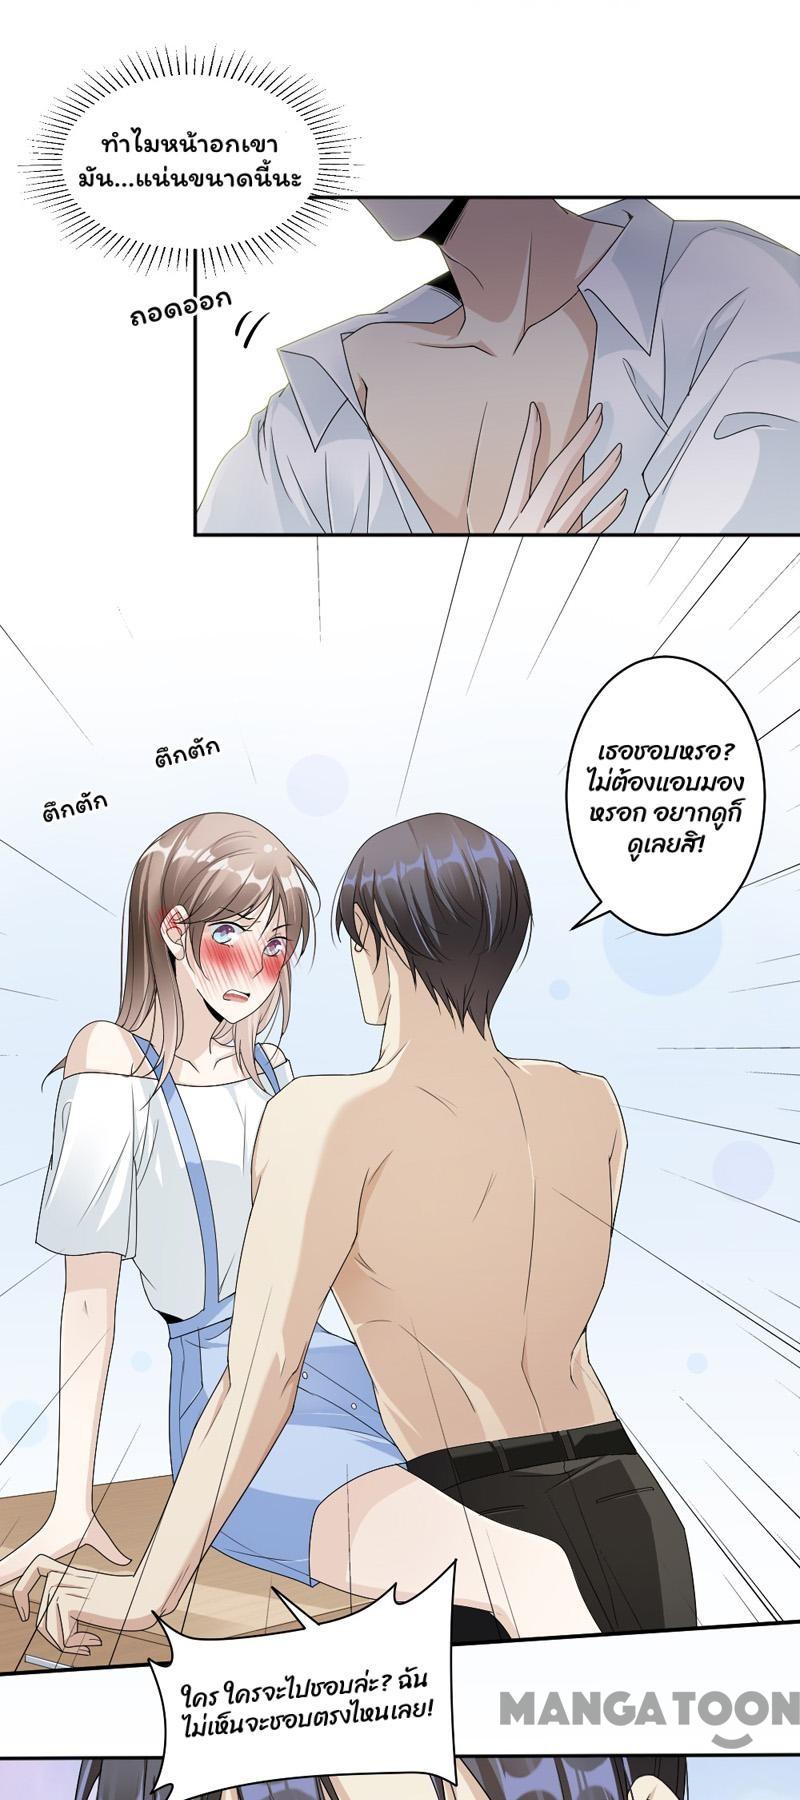 ทำไมหน้าอกเขา
มัน...แน่นขนาดนี้นะ
ถอดออก
ตึกตัก
ตึกตัก
เธอชอบหรอ?
ไม่ต้องแอบมอง
หรอก อยากดูก็
ดูเลยสิ!
ใคร ใครจะไปชอบล่ะ? ฉัน
ไม่เห็นจะชอบตรงไหนเลย!
MANGATOON